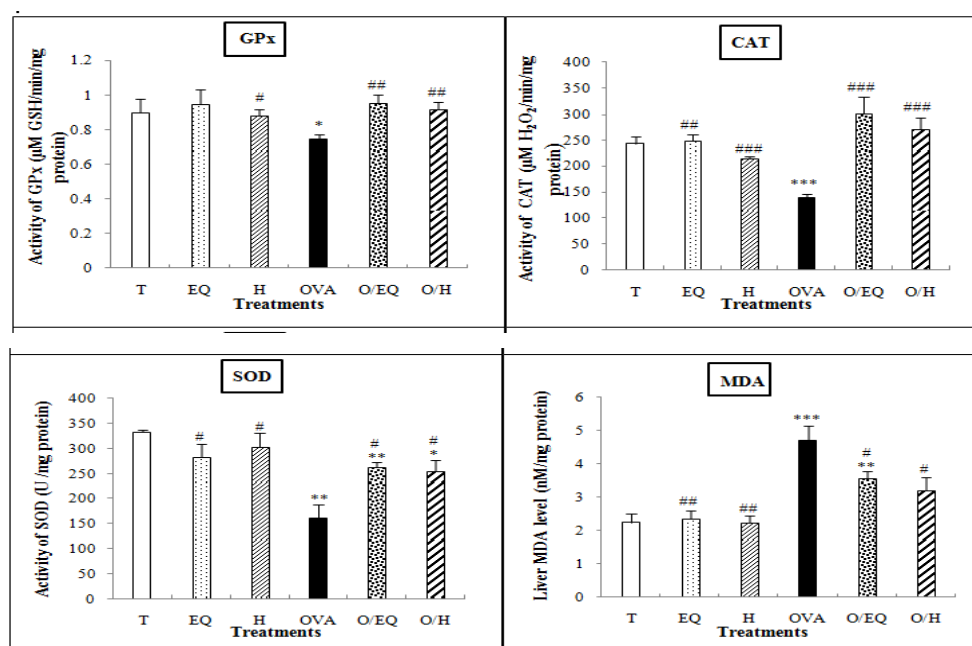 GPx
Activity of GPx (µM GSH/min/mg protein)
1.2
1
0.8
0.6
0.4
0.2
0
# * ## ##
T EQ H OVA O/EQ O/H
Treatments
CAT
Activity of CAT (µM H₂O₂/min/mg protein)
400
350
300
250
200
150
100
50
0
## ### *** ### ###
T EQ H OVA O/EQ O/H
Treatments
SOD
Activity of SOD (U /mg protein)
400
350
300
250
200
150
100
50
0
# # ** # ** # *
T EQ H OVA O/EQ O/H
Treatments
MDA
Liver MDA level (nM/mg protein)
6
5
4
3
2
1
0
## ## *** # ** #
T EQ H OVA O/EQ O/H
Treatments